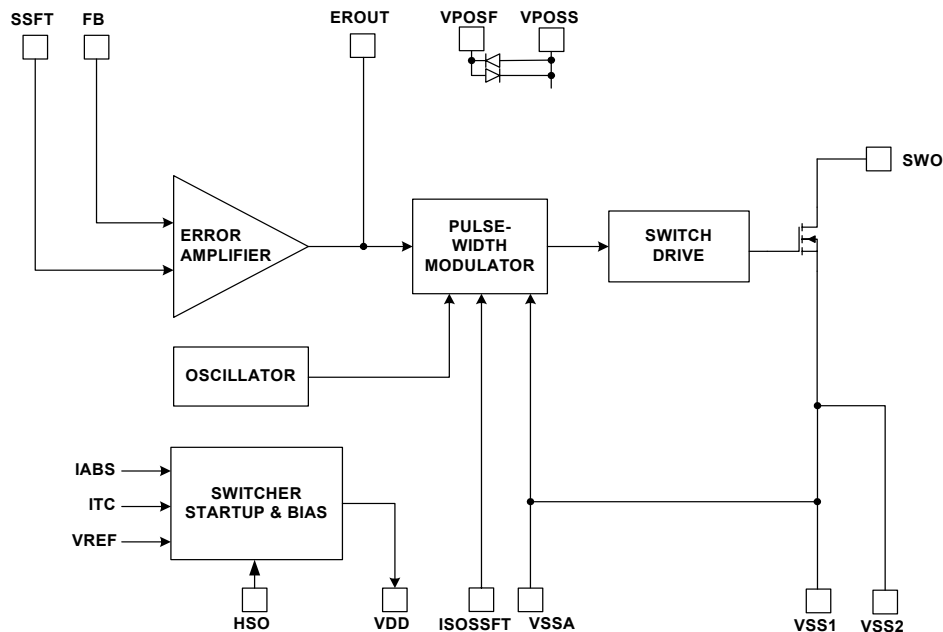 SSFT
FB
EROUT
VPOSF
VPOSS
SWO
ERROR
AMPLIFIER
PULSE-
WIDTH
MODULATOR
SWITCH
DRIVE
OSCILLATOR
IABS
ITC
VREF
SWITCHER
STARTUP & BIAS
HSO
VDD
ISOSSFT
VSSA
VSS1
VSS2